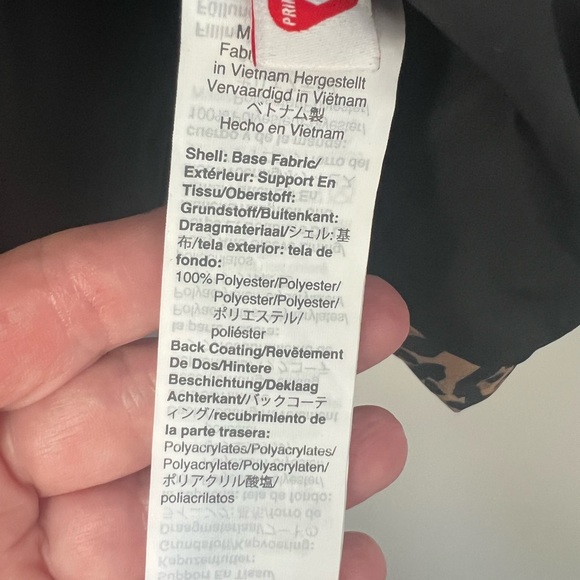 PRI
M
Fab
in Vietnam Hergestellt
Vervaardigd in Viëtnam
ベトナム製
Hecho en Vietnam
Shell: Base Fabric/
Extérieur: Support En
Tissu/Oberstoff:
Grundstoff/Buitenkant:
Draagmateriaal/シェル: 基
布/tela exterior: tela de
fondo:
100% Polyester/Polyester/
Polyester/Polyester/
ポリエステル/
poliéster
Back Coating/Revêtement
De Dos/Hintere
Beschichtung/Deklaag
Achterkant/バックコーテ
ィング/recubrimiento de
la parte trasera:
Polyacrylates/Polyacrylates/
Polyacrylate/Polyacrylaten/
ポリアクリル酸塩/
poliacrilatos